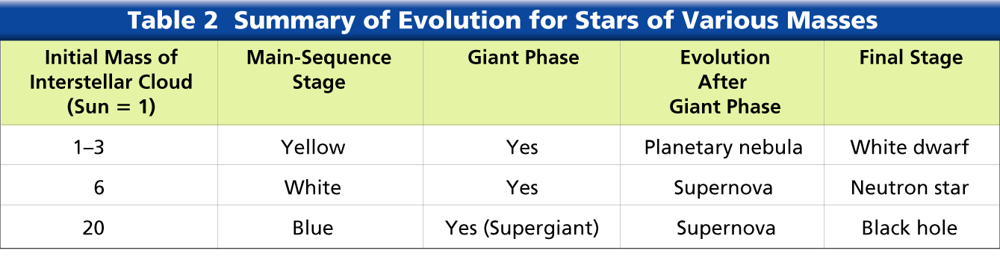 Table 2 Summary of Evolution for Stars of Various Masses
Initial Mass of Interstellar Cloud (Sun = 1) Main-Sequence Stage Giant Phase Evolution After Giant Phase Final Stage
1–3 Yellow Yes Planetary nebula White dwarf
6 White Yes Supernova Neutron star
20 Blue Yes (Supergiant) Supernova Black hole